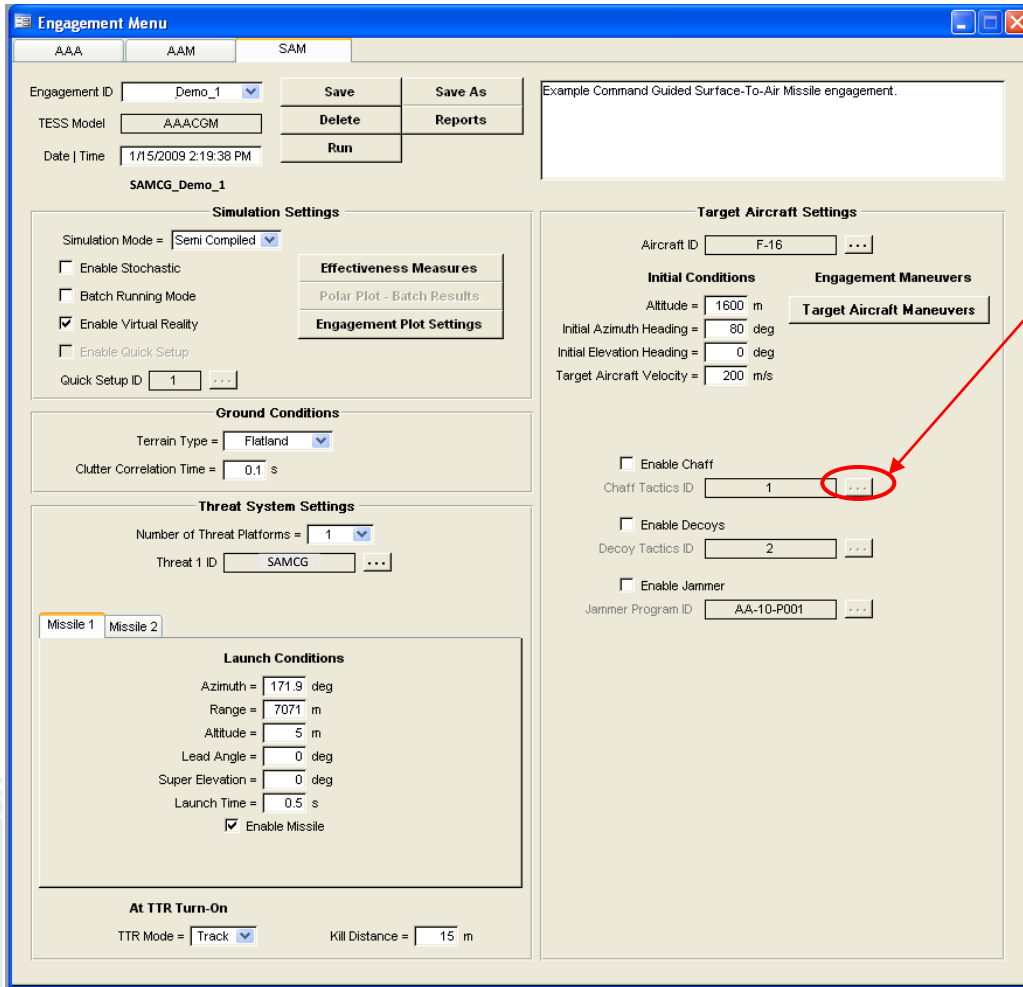 Engagement Menu
AAA AAM SAM
Engagement ID Demo_1 Save Save As
TESS Model AAACGM Delete Reports
Date | Time 1/15/2009 2:19:38 PM Run
SAMCG_Demo_1
Example Command Guided Surface-To-Air Missile engagement.
Simulation Settings
Simulation Mode = Semi Compiled
Enable Stochastic
Batch Running Mode
Enable Virtual Reality
Enable Quick Setup
Quick Setup ID 1 ...
Effectiveness Measures
Polar Plot - Batch Results
Engagement Plot Settings
Ground Conditions
Terrain Type = Flatland
Clutter Correlation Time = 0.1 s
Threat System Settings
Number of Threat Platforms = 1
Threat 1 ID SAMCG ...
Missile 1 Missile 2
Launch Conditions
Azimuth = 171.9 deg
Range = 7071 m
Altitude = 5 m
Lead Angle = 0 deg
Super Elevation = 0 deg
Launch Time = 0.5 s
Enable Missile
At TTR Turn-On
TTR Mode = Track Kill Distance = 15 m
Target Aircraft Settings
Aircraft ID F-16 ...
Initial Conditions
Altitude = 1600 m
Initial Azimuth Heading = 80 deg
Initial Elevation Heading = 0 deg
Target Aircraft Velocity = 200 m/s
Engagement Maneuvers
Target Aircraft Maneuvers
Enable Chaff
Chaff Tactics ID 1 ...
Enable Decoys
Decoy Tactics ID 2 ...
Enable Jammer
Jammer Program ID AA-10-P001 ...